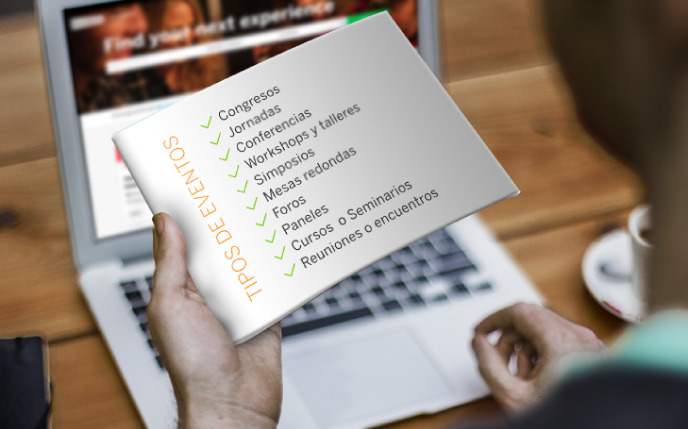 Find your next experience
TIPOS DE EVENTOS
Congresos
Jornadas
Conferencias
Workshops y talleres
Simposios
Mesas redondas
Foros
Paneles
Cursos o Seminarios
Reuniones o encuentros